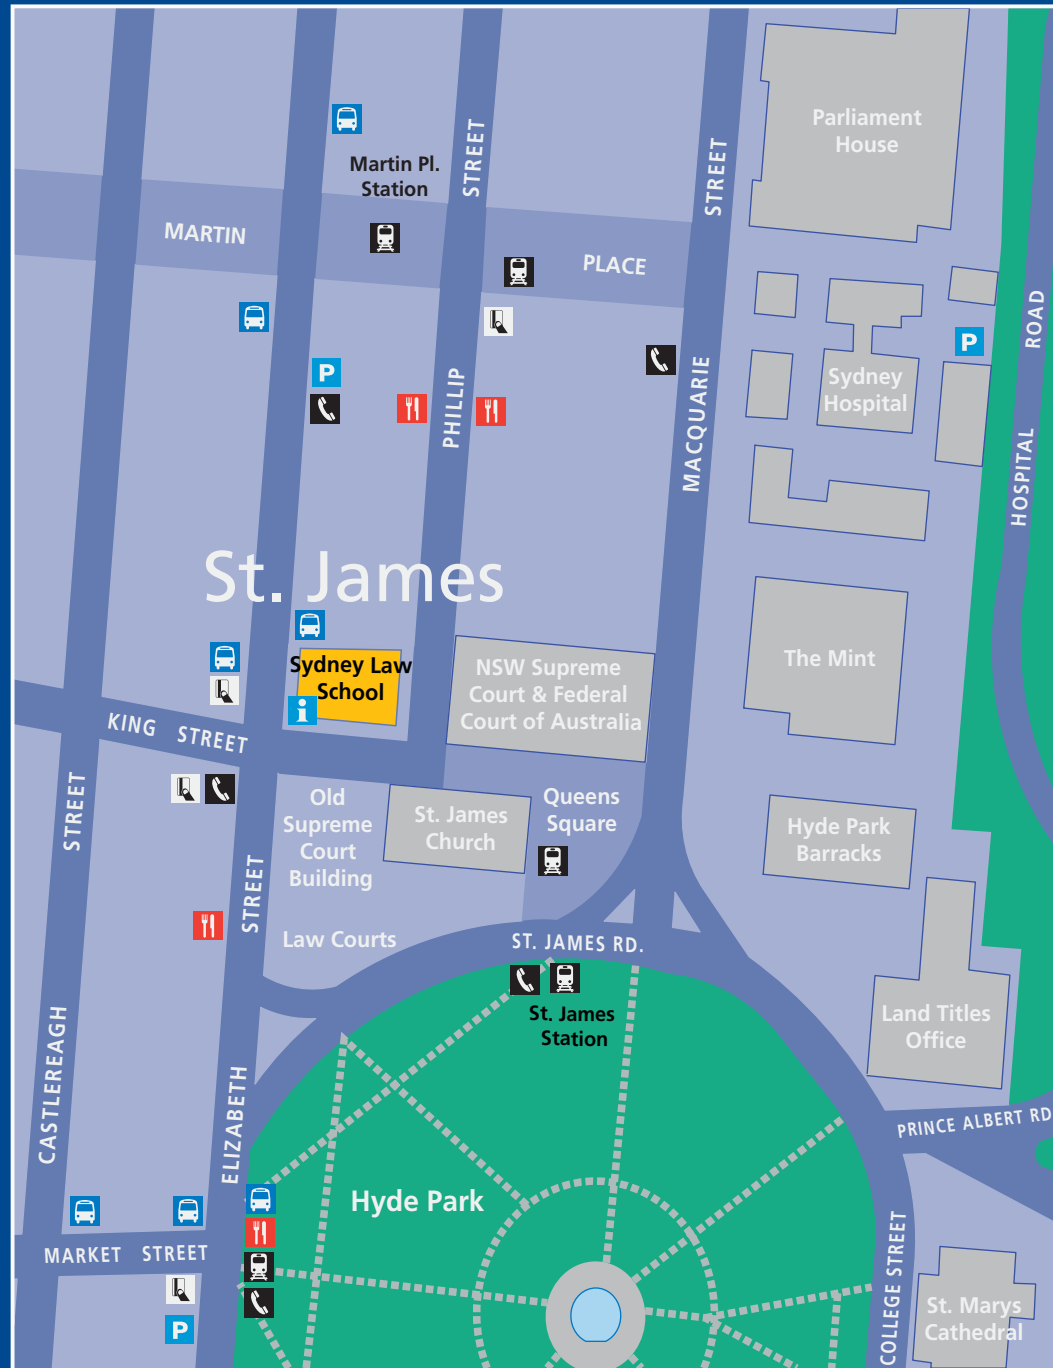 Parliament
House
STREET
STREET
Martin Pl.
Station
MARTIN
PLACE
ROAD
P
P
PHILLIP
MACQUARIE
Sydney
Hospital
HOSPITAL
St. James
Sydney Law
School
i
NSW Supreme
Court & Federal
Court of Australia
The Mint
KING STREET
STREET
Old
Supreme
Court
Building
St. James
Church
Queens
Square
Hyde Park
Barracks
STREET
Law Courts
ST. JAMES RD.
St. James
Station
Land Titles
Office
CASTLEREAGH
ELIZABETH
PRINCE ALBERT RD
Hyde Park
MARKET STREET
COLLEGE STREET
P
St. Marys
Cathedral